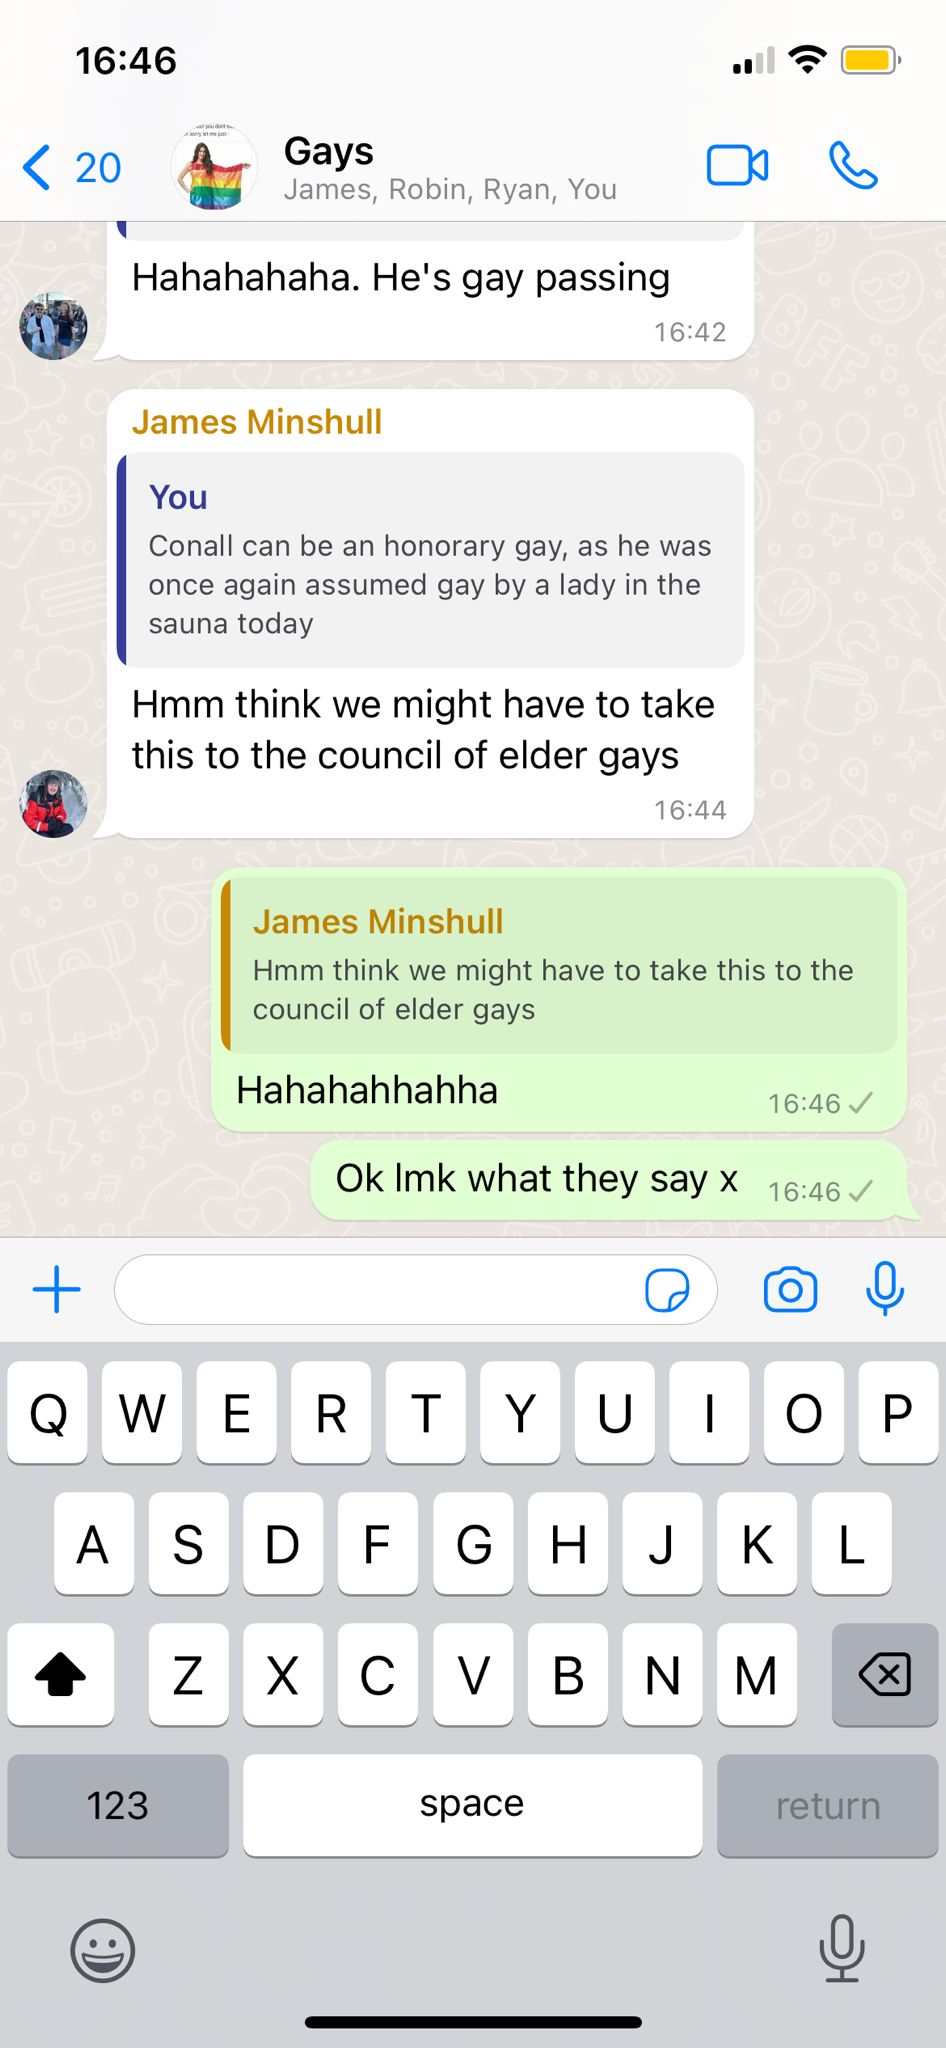 16:46
20
Gays
James, Robin, Ryan, You
Hahahahaha. He's gay passing
16:42
James Minshull
You
Conall can be an honorary gay, as he was
once again assumed gay by a lady in the
sauna today
Hmm think we might have to take
this to the council of elder gays
16:44
James Minshull
Hmm think we might have to take this to the
council of elder gays
Hahahahhahha
16:46
Ok lmk what they say x
16:46
Q W E R T Y U I O P
A S D F G H J K L
Z X C V B N M
123 space return